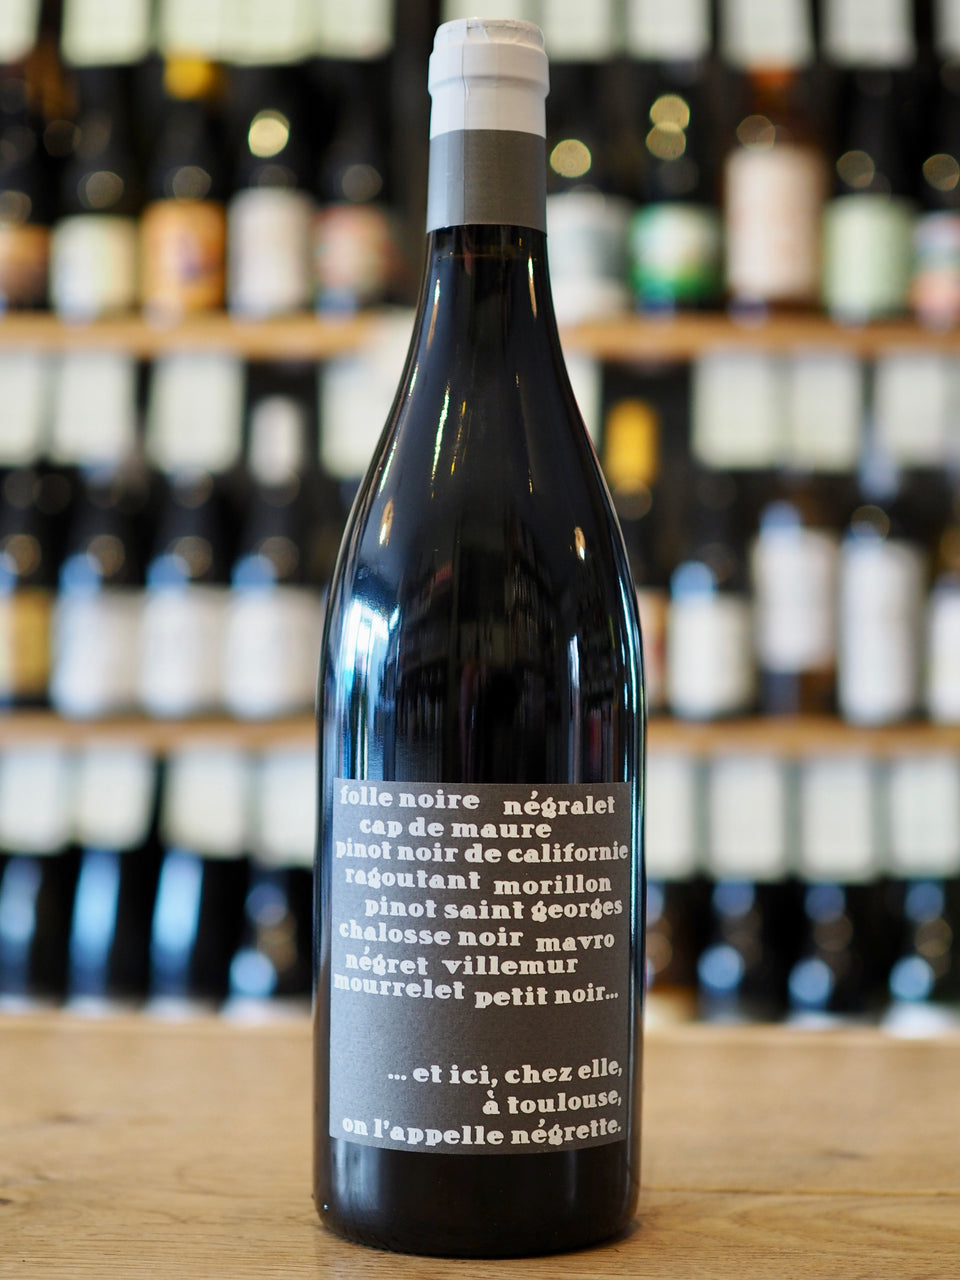 folle noire négralet
cap de maure
pinot noir de californie
ragoutant morillon
pinot saint georges
chalosse noir mavro
négret villemur
mourrelet petit noir...
... et ici, chez elle,
à toulouse,
on l'appelle négrette.